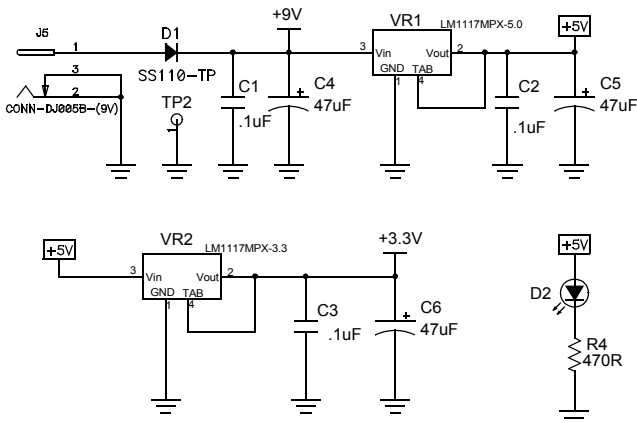 J5
1
3
2
CONN-DJ005B-(9V)
D1
SS110-TP
TP2
1
+9V
C1
.1uF
C4
47uF
VR1
LM1117MPX-5.0
3
Vin
Vout
2
GND
TAB
1
4
+5V
C2
.1uF
C5
47uF
+5V
VR2
LM1117MPX-3.3
3
Vin
Vout
2
GND
TAB
1
4
+3.3V
C3
.1uF
C6
47uF
+5V
D2
R4
470R